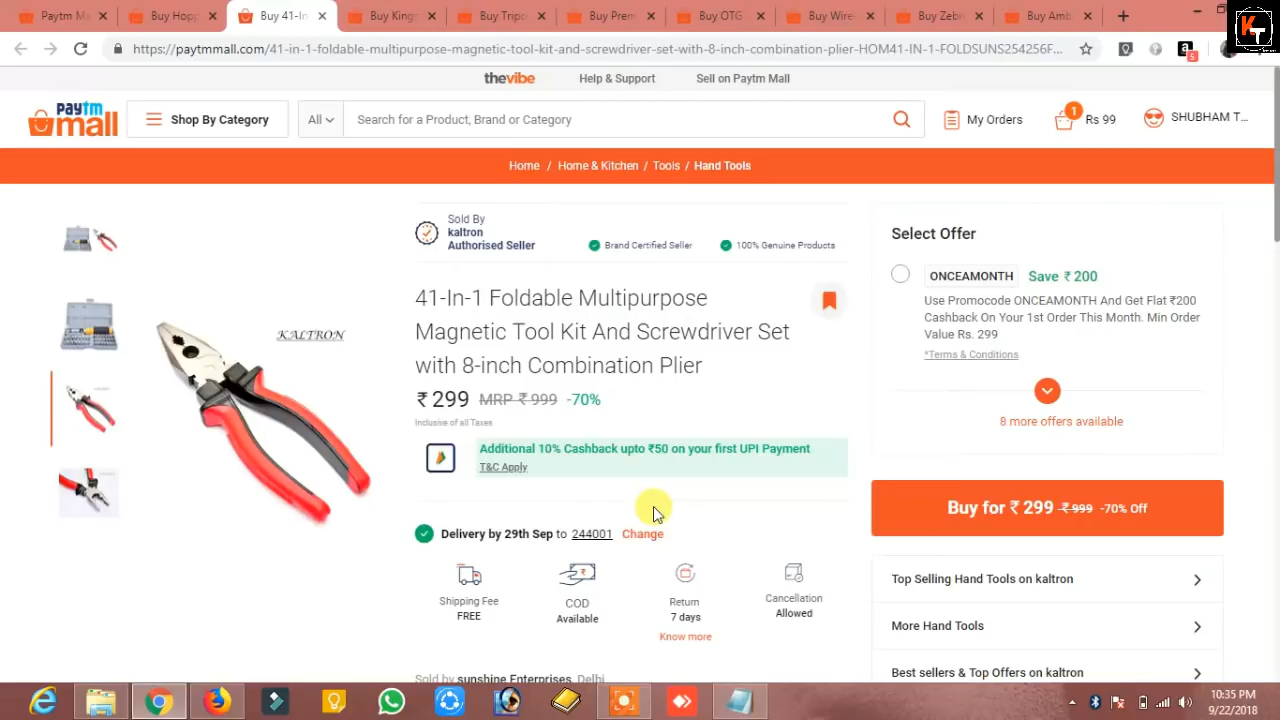 Paytm Ma
Buy Hopp
Buy 41-In
Buy King
Buy Tripo
Buy Prem
Buy OTG
Buy Wire
Buy Zebr
Buy Amb
KT
https://paytmmall.com/41-in-1-foldable-multipurpose-magnetic-tool-kit-and-screwdriver-set-with-8-inch-combination-plier-HOM41-IN-1-FOLDSUNS254256F...
5
thevibe
Help & Support
Sell on Paytm Mall
paytm
mall
Shop By Category
All
Search for a Product, Brand or Category
My Orders
1
Rs 99
SHUBHAM T...
Home / Home & Kitchen / Tools / Hand Tools
KALTRON
Sold By
kaltron
Authorised Seller
Brand Certified Seller
100% Genuine Products
41-In-1 Foldable Multipurpose
Magnetic Tool Kit And Screwdriver Set
with 8-inch Combination Plier
₹ 299 MRP ₹ 999 -70%
Inclusive of all Taxes
Additional 10% Cashback upto ₹50 on your first UPI Payment
T&C Apply
Delivery by 29th Sep to 244001 Change
Shipping Fee
FREE
COD
Available
Return
7 days
Know more
Cancellation
Allowed
Sold by sunshine Enterprises, Delhi
Select Offer
ONCEAMONTH Save ₹ 200
Use Promocode ONCEAMONTH And Get Flat ₹200
Cashback On Your 1st Order This Month. Min Order
Value Rs. 299
*Terms & Conditions
8 more offers available
Buy for ₹ 299 ₹ 999 -70% Off
Top Selling Hand Tools on kaltron
More Hand Tools
Best sellers & Top Offers on kaltron
10:35 PM
9/22/2018